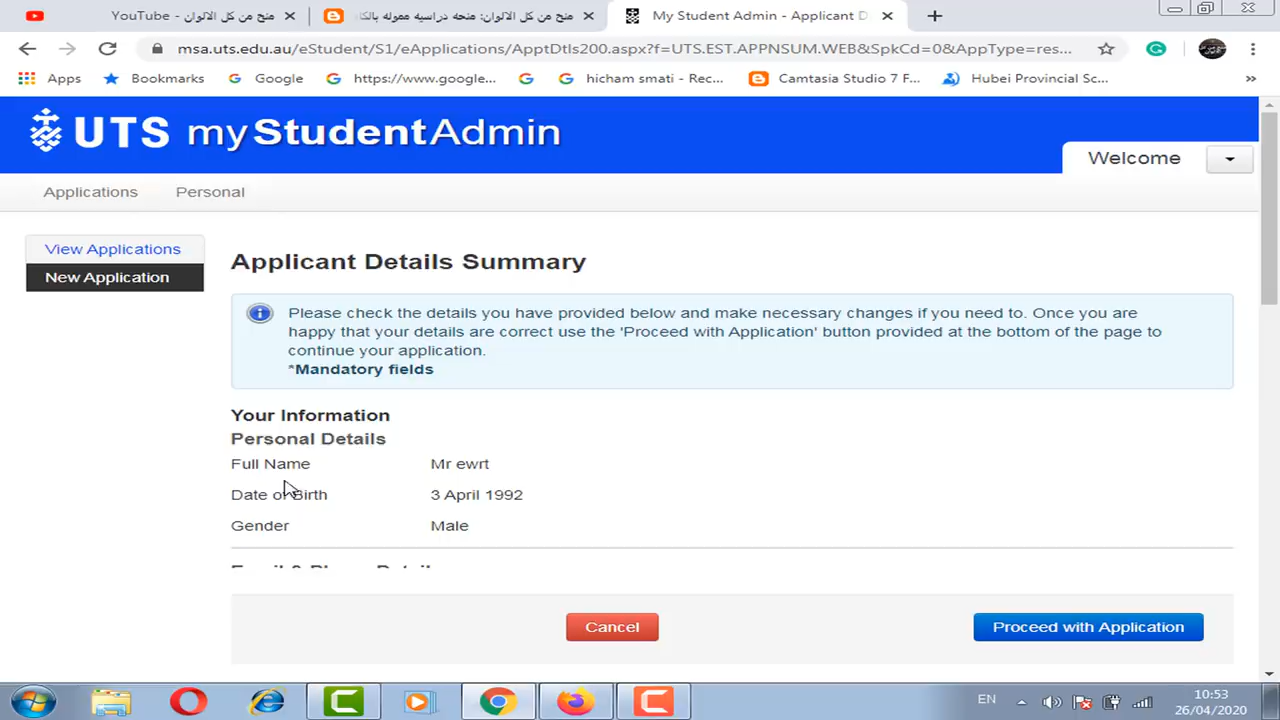 YouTube - منح من كل الالوان
منح من كل الالوان: منحه دراسيه مموله بالكا
My Student Admin - Applicant D
msa.uts.edu.au/eStudent/S1/eApplications/ApptDtls200.aspx?f=UTS.EST.APPNSUM.WEB&SpkCd=0&AppType=res...
Apps Bookmarks Google https://www.google... hicham smati - Rec... Camtasia Studio 7 F... Hubei Provincial Sc... »
UTS myStudentAdmin
Welcome
Applications Personal
View Applications
New Application
Applicant Details Summary
Please check the details you have provided below and make necessary changes if you need to. Once you are
happy that your details are correct use the 'Proceed with Application' button provided at the bottom of the page to
continue your application.
*Mandatory fields
Your Information
Personal Details
Full Name Mr ewrt
Date of Birth 3 April 1992
Gender Male
Cancel Proceed with Application
EN 10:53
26/04/2020